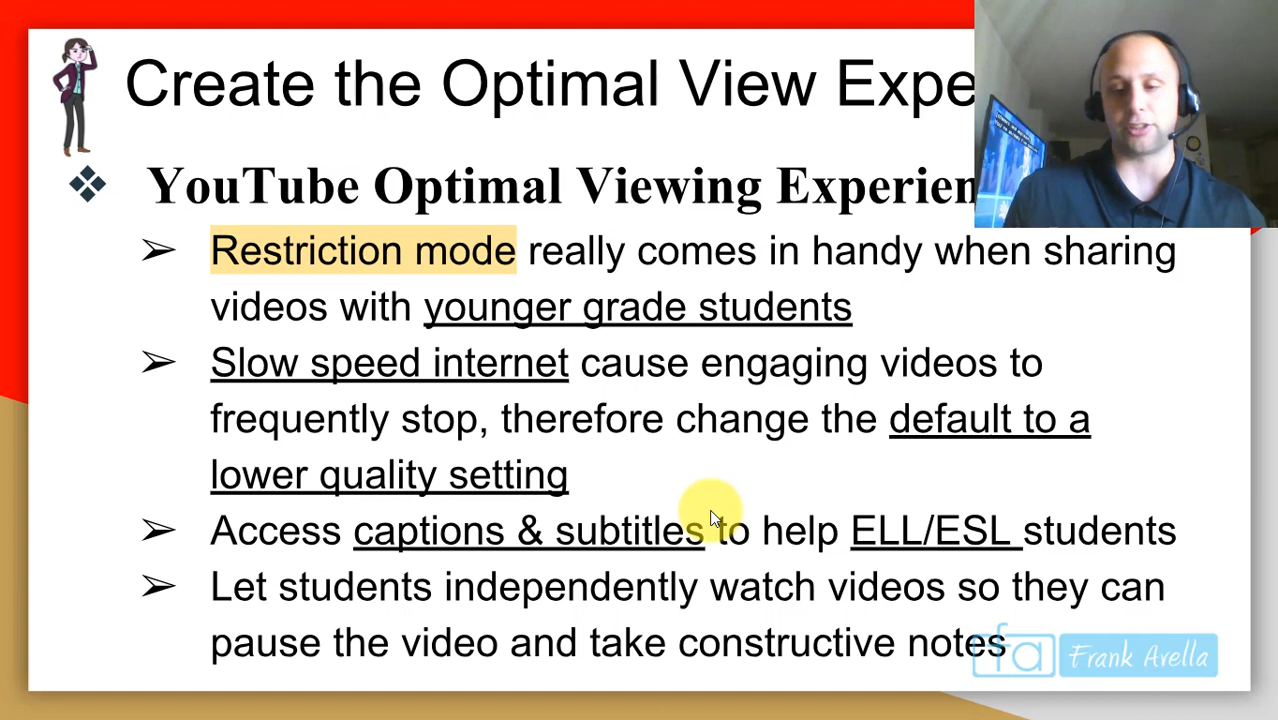 Create the Optimal View Expe
YouTube Optimal Viewing Experien
Restriction mode really comes in handy when sharing
videos with younger grade students
Slow speed internet cause engaging videos to
frequently stop, therefore change the default to a
lower quality setting
Access captions & subtitles to help ELL/ESL students
Let students independently watch videos so they can
pause the video and take constructive notes
fa Frank Avella